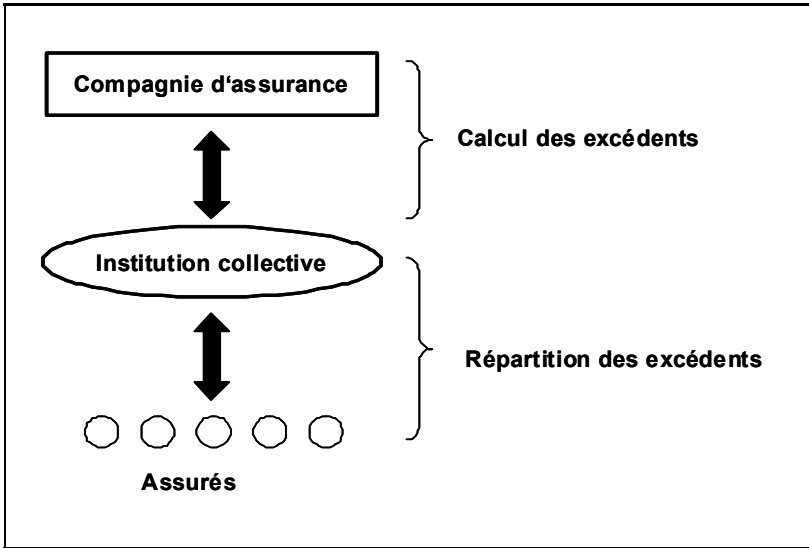 Compagnie d‘assurance
Calcul des excédents
Institution collective
Répartition des excédents
Assurés